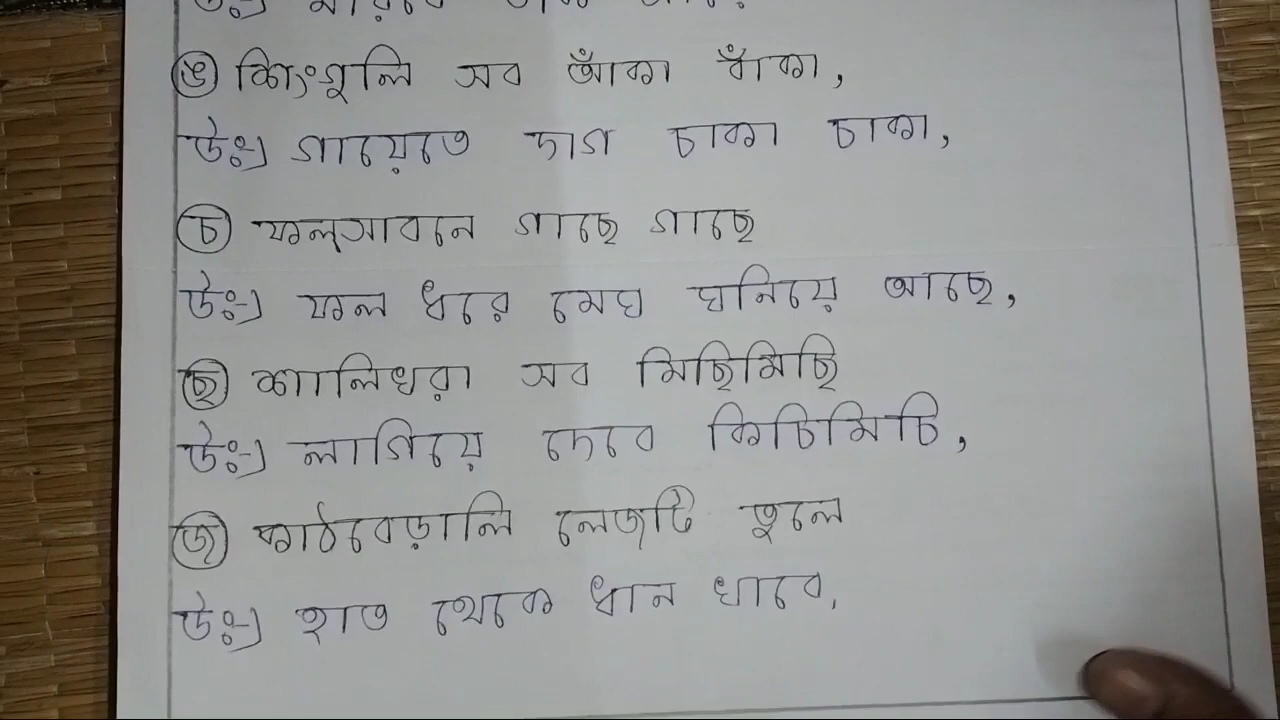 ঙ শিংগুলি সব আঁকা বাঁকা,
উঃ) গায়েতে দাগ চাকা চাকা,
চ ফলসাবনে গাছে গাছে
উঃ) ফল ধরে মেঘ ঘনিয়ে আছে,
ছ শালিখরা সব মিছিমিছি
উঃ) লাগিয়ে দেবে কিচিমিচি,
জ কাঠবেড়ালি লেজটি তুলে
উঃ) হাত থেকে ধান খাবে,